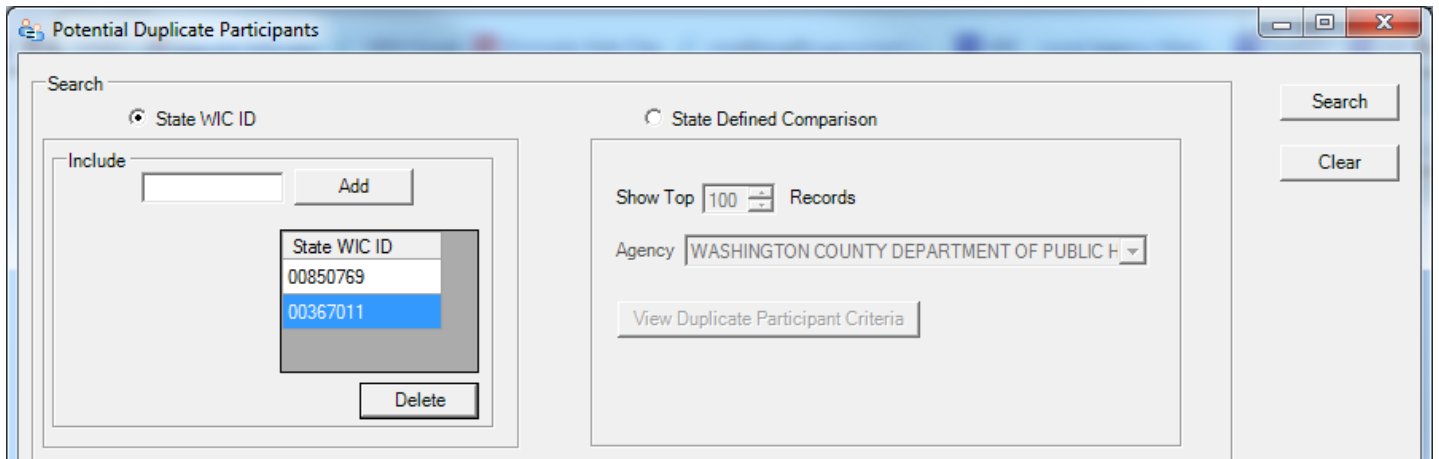 Potential Duplicate Participants
Search
State WIC ID
Include
Add
State WIC ID
00850769
00367011
Delete
State Defined Comparison
Show Top 100 Records
Agency WASHINGTON COUNTY DEPARTMENT OF PUBLIC H
View Duplicate Participant Criteria
Search
Clear